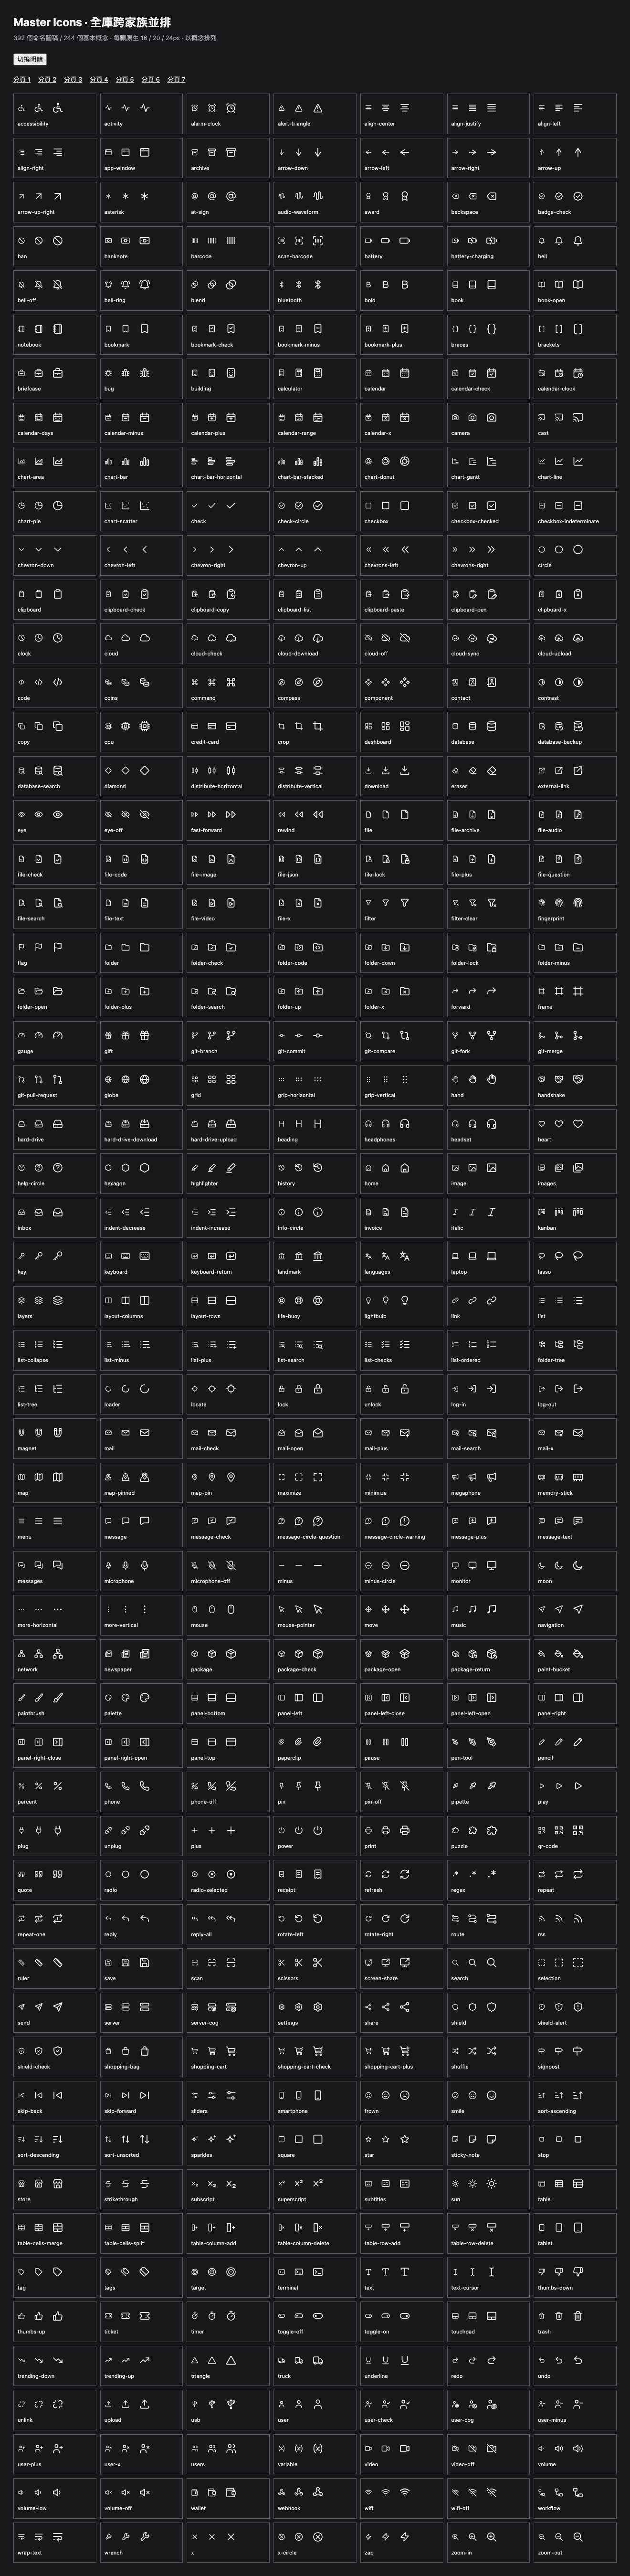 Master Icons · 全庫跨家族並排
392 個命名圖稿 / 244 個基本概念 · 每顆原生 16 / 20 / 24px · 以概念排列
切換明暗
分頁 1 分頁 2 分頁 3 分頁 4 分頁 5 分頁 6 分頁 7
accessibility activity alarm-clock alert-triangle align-center align-justify align-left
align-right app-window archive arrow-down arrow-left arrow-right arrow-up
arrow-up-right asterisk at-sign audio-waveform award backspace badge-check
ban banknote barcode scan-barcode battery battery-charging bell
bell-off bell-ring blend bluetooth bold book book-open
notebook bookmark bookmark-check bookmark-minus bookmark-plus braces brackets
briefcase bug building calculator calendar calendar-check calendar-clock
calendar-days calendar-minus calendar-plus calendar-range calendar-x camera cast
chart-area chart-bar chart-bar-horizontal chart-bar-stacked chart-donut chart-gantt chart-line
chart-pie chart-scatter check check-circle checkbox checkbox-checked checkbox-indeterminate
chevron-down chevron-left chevron-right chevron-up chevrons-left chevrons-right circle
clipboard clipboard-check clipboard-copy clipboard-list clipboard-paste clipboard-pen clipboard-x
clock cloud cloud-check cloud-download cloud-off cloud-sync cloud-upload
code coins command compass component contact contrast
copy cpu credit-card crop dashboard database database-backup
database-search diamond distribute-horizontal distribute-vertical download eraser external-link
eye eye-off fast-forward rewind file file-archive file-audio
file-check file-code file-image file-json file-lock file-plus file-question
file-search file-text file-video file-x filter filter-clear fingerprint
flag folder folder-check folder-code folder-down folder-lock folder-minus
folder-open folder-plus folder-search folder-up folder-x forward frame
gauge gift git-branch git-commit git-compare git-fork git-merge
git-pull-request globe grid grip-horizontal grip-vertical hand handshake
hard-drive hard-drive-download hard-drive-upload heading headphones headset heart
help-circle hexagon highlighter history home image images
inbox indent-decrease indent-increase info-circle invoice italic kanban
key keyboard keyboard-return landmark languages laptop lasso
layers layout-columns layout-rows life-buoy lightbulb link list
list-collapse list-minus list-plus list-search list-checks list-ordered folder-tree
list-tree loader locate lock unlock log-in log-out
magnet mail mail-check mail-open mail-plus mail-search mail-x
map map-pinned map-pin maximize minimize megaphone memory-stick
menu message message-check message-circle-question message-circle-warning message-plus message-text
messages microphone microphone-off minus minus-circle monitor moon
more-horizontal more-vertical mouse mouse-pointer move music navigation
network newspaper package package-check package-open package-return paint-bucket
paintbrush palette panel-bottom panel-left panel-left-close panel-left-open panel-right
panel-right-close panel-right-open panel-top paperclip pause pen-tool pencil
percent phone phone-off pin pin-off pipette play
plug unplug plus power print puzzle qr-code
quote radio radio-selected receipt refresh regex repeat
repeat-one reply reply-all rotate-left rotate-right route rss
ruler save scan scissors screen-share search selection
send server server-cog settings share shield shield-alert
shield-check shopping-bag shopping-cart shopping-cart-check shopping-cart-plus shuffle signpost
skip-back skip-forward sliders smartphone frown smile sort-ascending
sort-descending sort-unsorted sparkles square star sticky-note stop
store strikethrough subscript superscript subtitles sun table
table-cells-merge table-cells-split table-column-add table-column-delete table-row-add table-row-delete tablet
tag tags target terminal text text-cursor thumbs-down
thumbs-up ticket timer toggle-off toggle-on touchpad trash
trending-down trending-up triangle truck underline redo undo
unlink upload usb user user-check user-cog user-minus
user-plus user-x users variable video video-off volume
volume-low volume-off wallet webhook wifi wifi-off workflow
wrap-text wrench x x-circle zap zoom-in zoom-out